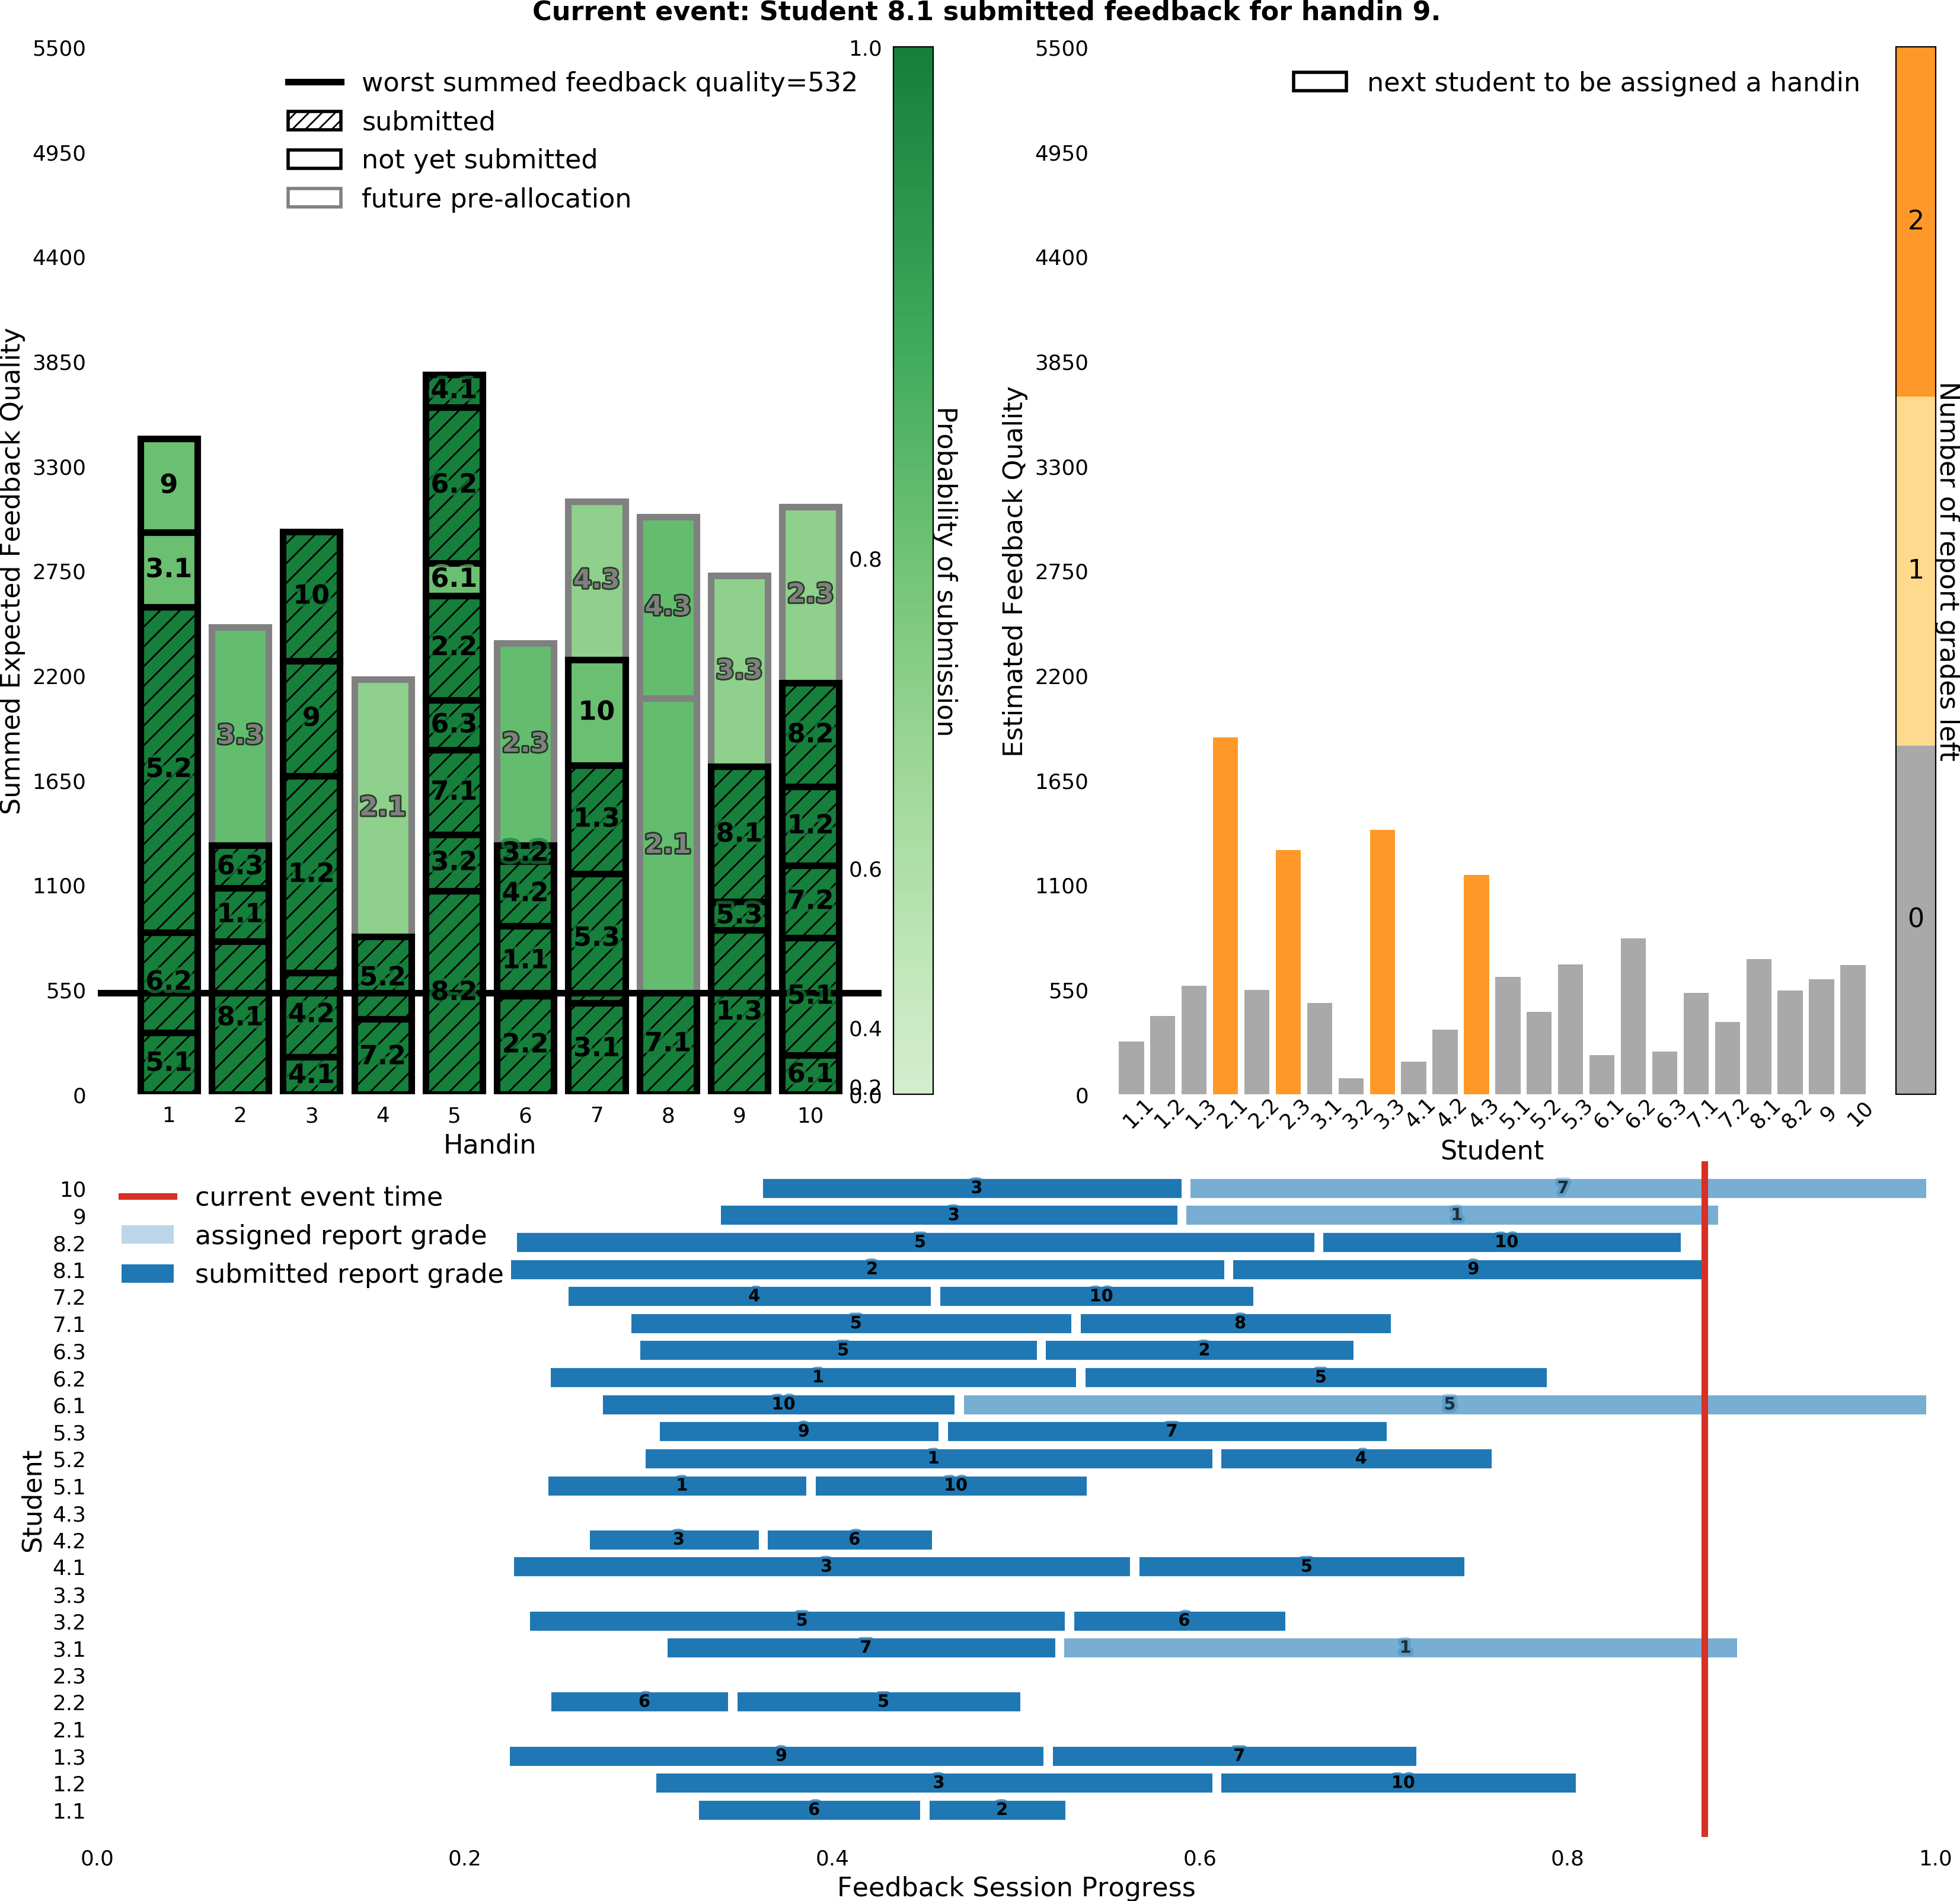 Current event: Student 8.1 submitted feedback for handin 9.
5500
4950
4400
3850
3300
2750
2200
1650
1100
550
0
Summed Expected Feedback Quality
worst summed feedback quality=532
submitted
not yet submitted
future pre-allocation
9
3.1
5.2
6.2
5.1
3.3
6.3
1.1
8.1
10
9
1.2
4.2
4.1
2.1
5.2
7.2
4.1
6.2
6.1
2.2
6.3
7.1
3.2
8.2
2.3
3.2
4.2
1.1
2.2
4.3
10
1.3
5.3
3.1
4.3
2.1
7.1
3.3
8.1
5.3
1.3
2.3
8.2
1.2
7.2
5.1
6.1
1 2 3 4 5 6 7 8 9 10
Handin
1.0
0.8
0.6
0.4
0.2
0.0
Probability of submission
5500
4950
4400
3850
3300
2750
2200
1650
1100
550
0
Estimated Feedback Quality
next student to be assigned a handin
1.1 1.2 1.3 2.1 2.2 2.3 3.1 3.2 3.3 4.1 4.2 4.3 5.1 5.2 5.3 6.1 6.2 6.3 7.1 7.2 8.1 8.2 9 10
Student
2
1
0
Number of report grades left
current event time
assigned report grade
submitted report grade
Student
10 3 7
9 3 1
8.2 5 10
8.1 2 9
7.2 4 10
7.1 5 8
6.3 5 2
6.2 1 5
6.1 10 5
5.3 9 7
5.2 1 4
5.1 1 10
4.3
4.2 3 6
4.1 3 5
3.3
3.2 5 6
3.1 7 1
2.3
2.2 6 5
2.1
1.3 9 7
1.2 3 10
1.1 6 2
0.0 0.2 0.4 0.6 0.8 1.0
Feedback Session Progress